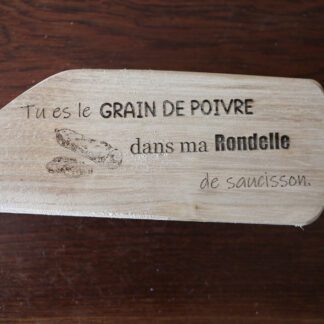 Tu es le GRAIN DE POIVRE
dans ma Rondelle
de saucisson.